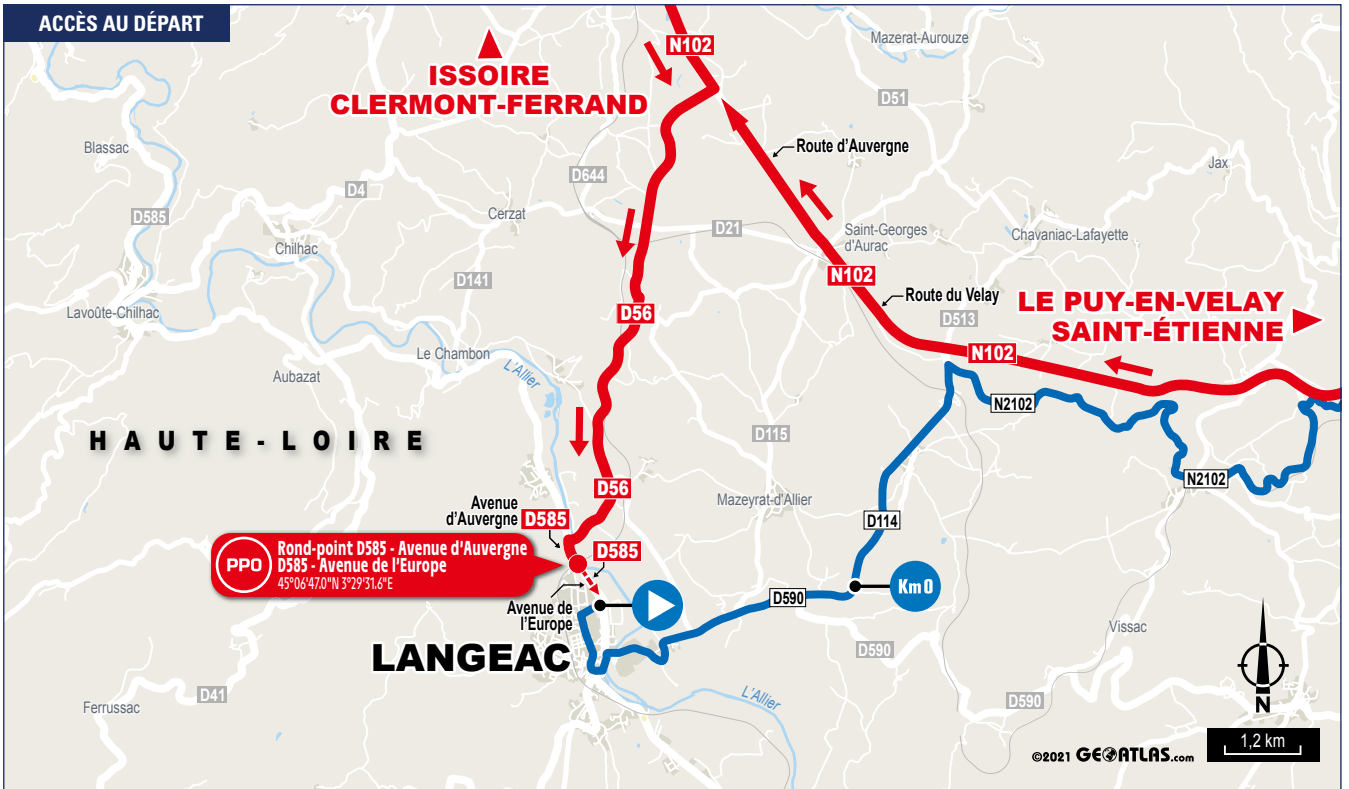 ACCÈS AU DÉPART
N102
Mazerat-Aurouze
ISSOIRE
CLERMONT-FERRAND
D51
Route d'Auvergne
Blassac
Jax
D644
D4
D585
Cerzat
D21
Saint-Georges
d'Aurac
Chavaniac-Lafayette
Chilhac
D141
N102
Route du Velay
LE PUY-EN-VELAY
SAINT-ÉTIENNE
Lavoûte-Chilhac
D56
D513
Le Chambon
N102
L'Allier
Aubazat
N2102
HAUTE-LOIRE
D115
N2102
D56
Mazeyrat-d'Allier
Avenue
d'Auvergne
D585
D114
PPO
Rond-point D585 - Avenue d'Auvergne
D585 - Avenue de l'Europe
45°06'47.0"N 3°29'31.6"E
D585
Km 0
D590
Avenue de
l'Europe
Vissac
LANGEAC
D590
D41
L'Allier
D590
Ferrussac
N
1,2 km
©2021 GEOATLAS.com